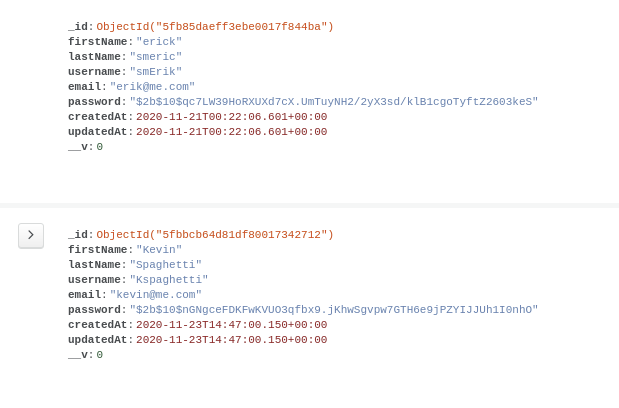 _id: ObjectId("5fb85daeff3ebe0017f844ba")
firstName: "erick"
lastName: "smeric"
username: "smErik"
email: "erik@me.com"
password: "$2b$10$qc7LW39HoRXUXd7cX.UmTuyNH2/2yX3sd/klB1cgoTyftZ2603keS"
createdAt: 2020-11-21T00:22:06.601+00:00
updatedAt: 2020-11-21T00:22:06.601+00:00
__v: 0
_id: ObjectId("5fbbcb64d81df80017342712")
firstName: "Kevin"
lastName: "Spaghetti"
username: "Kspaghetti"
email: "kevin@me.com"
password: "$2b$10$nGNgceFDKFwKVUO3qfbx9.jKhwSgvpw7GTH6e9jPZYIJJUh1I0nhO"
createdAt: 2020-11-23T14:47:00.150+00:00
updatedAt: 2020-11-23T14:47:00.150+00:00
__v: 0